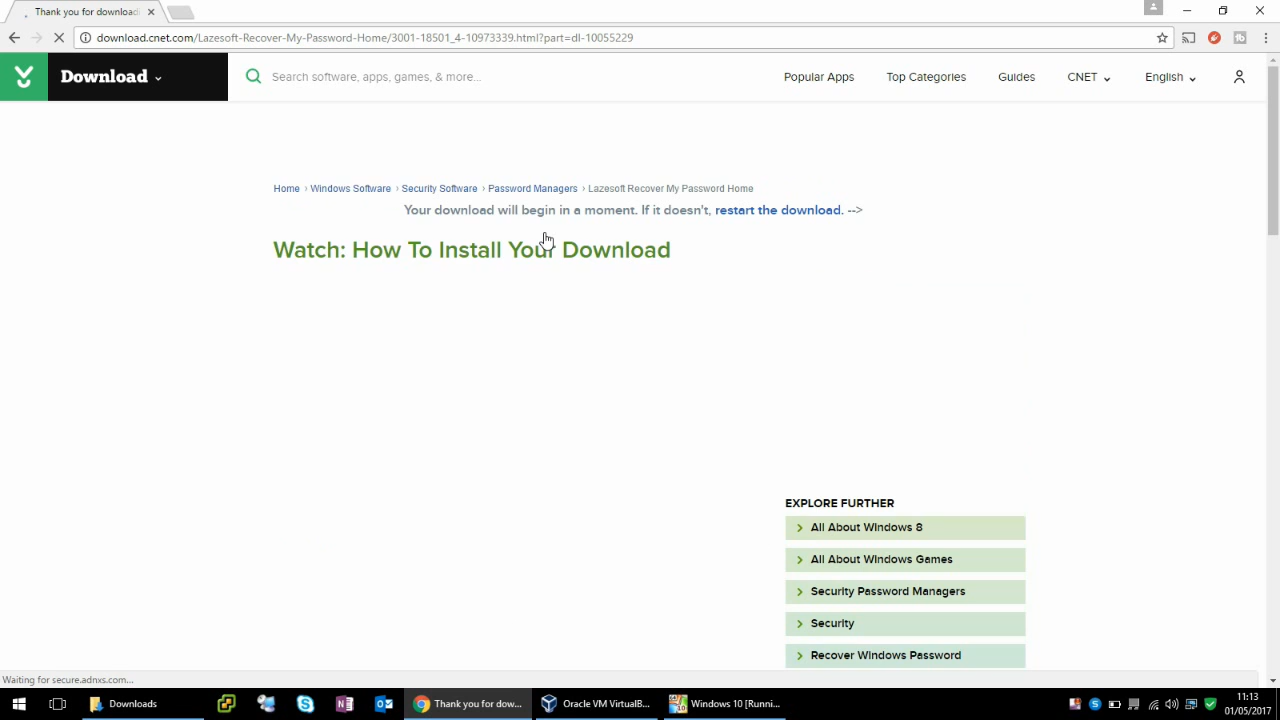 Thank you for download
download.cnet.com/Lazesoft-Recover-My-Password-Home/3001-18501_4-10973339.html?part=dl-10055229
Download
Search software, apps, games, & more...
Popular Apps
Top Categories
Guides
CNET
English
Home › Windows Software › Security Software › Password Managers › Lazesoft Recover My Password Home
Your download will begin in a moment. If it doesn't, restart the download. -->
Watch: How To Install Your Download
EXPLORE FURTHER
All About Windows 8
All About Windows Games
Security Password Managers
Security
Recover Windows Password
Waiting for secure.adnxs.com...
Downloads
Thank you for dow...
Oracle VM VirtualB...
Windows 10 [Runni...
11:13
01/05/2017